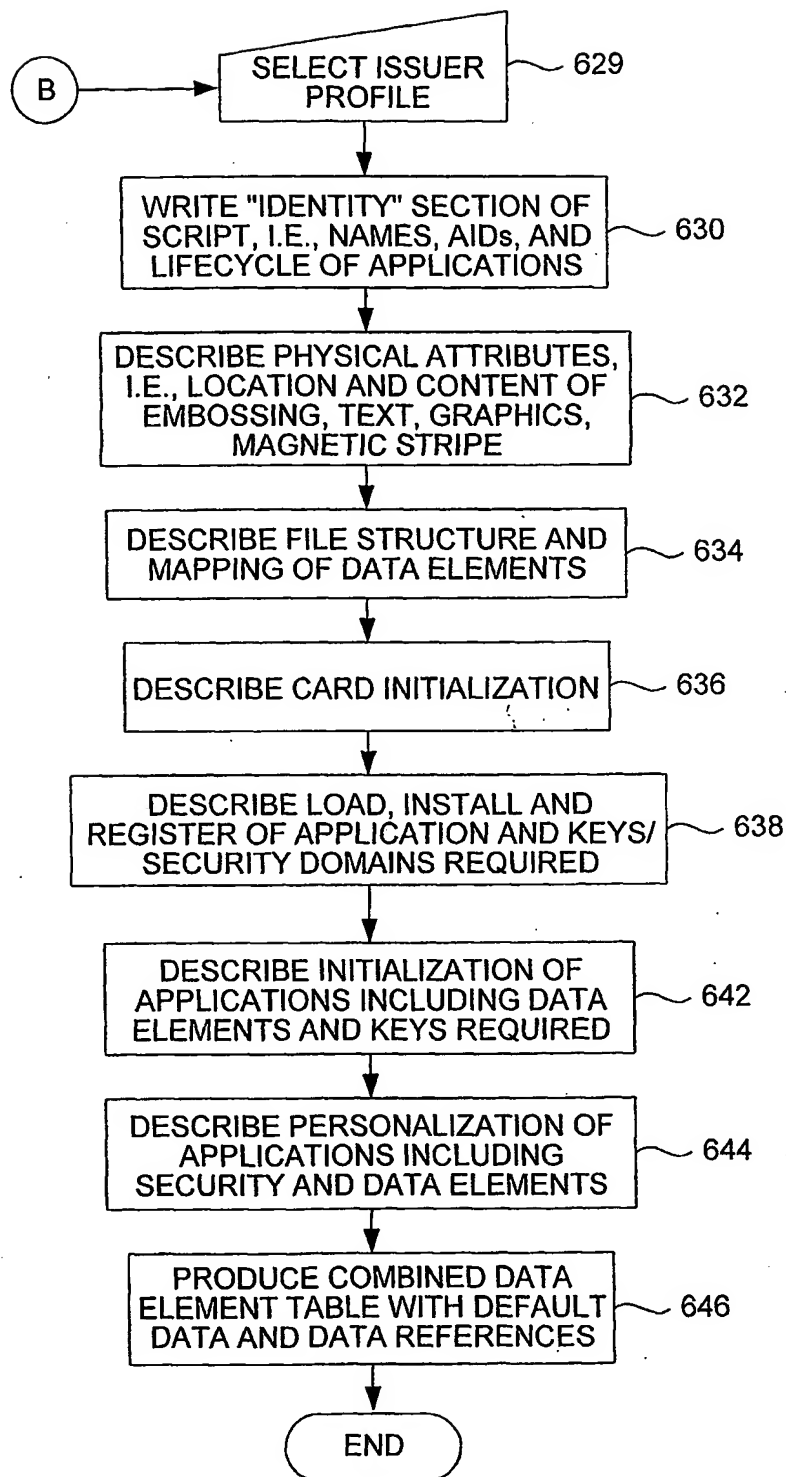 B
SELECT ISSUER
PROFILE
629
WRITE "IDENTITY" SECTION OF
SCRIPT, I.E., NAMES, AIDs, AND
LIFECYCLE OF APPLICATIONS
630
DESCRIBE PHYSICAL ATTRIBUTES,
I.E., LOCATION AND CONTENT OF
EMBOSSING, TEXT, GRAPHICS,
MAGNETIC STRIPE
632
DESCRIBE FILE STRUCTURE AND
MAPPING OF DATA ELEMENTS
634
DESCRIBE CARD INITIALIZATION
636
DESCRIBE LOAD, INSTALL AND
REGISTER OF APPLICATION AND KEYS/
SECURITY DOMAINS REQUIRED
638
DESCRIBE INITIALIZATION OF
APPLICATIONS INCLUDING DATA
ELEMENTS AND KEYS REQUIRED
642
DESCRIBE PERSONALIZATION OF
APPLICATIONS INCLUDING
SECURITY AND DATA ELEMENTS
644
PRODUCE COMBINED DATA
ELEMENT TABLE WITH DEFAULT
DATA AND DATA REFERENCES
646
END